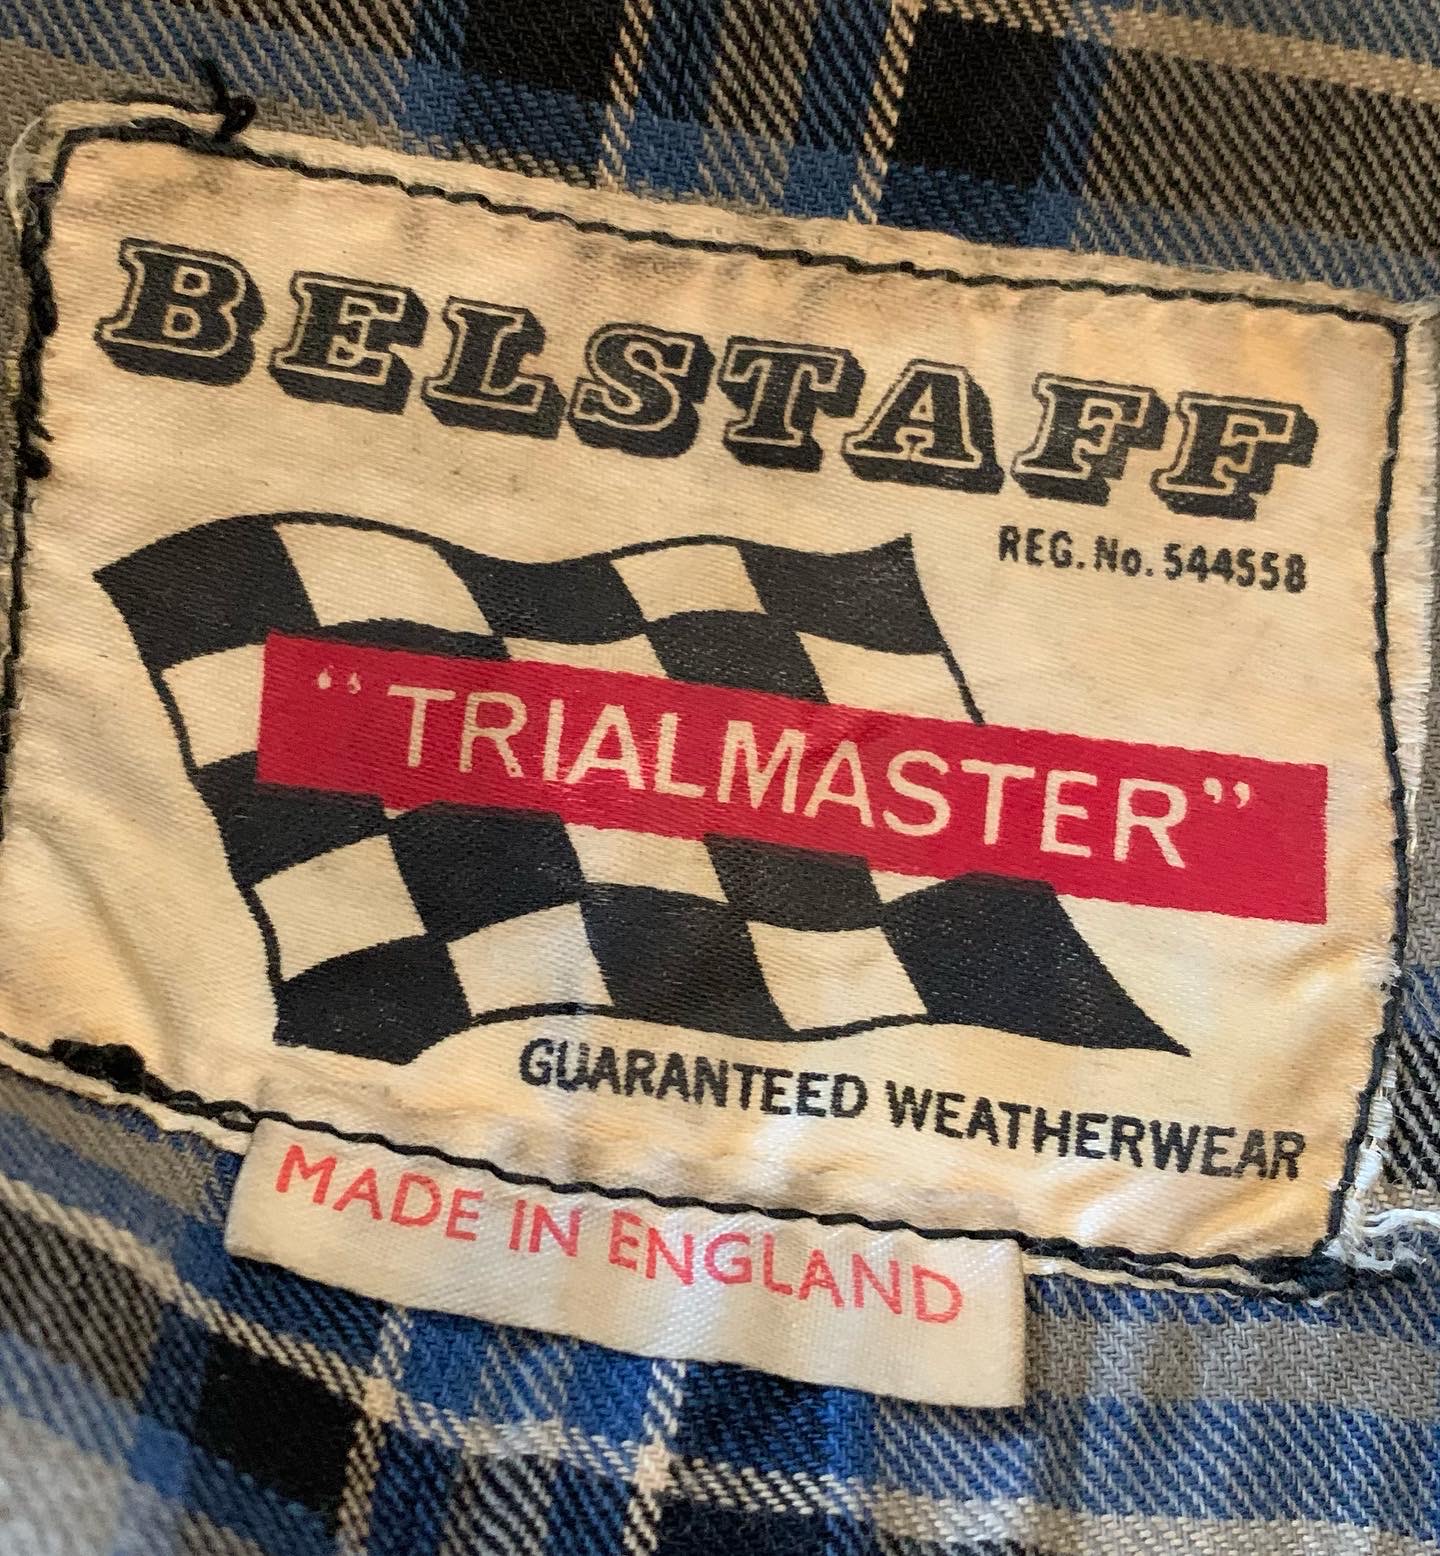 BELSTAFF
REG. No. 544558
“TRIALMASTER”
GUARANTEED WEATHERWEAR
MADE IN ENGLAND